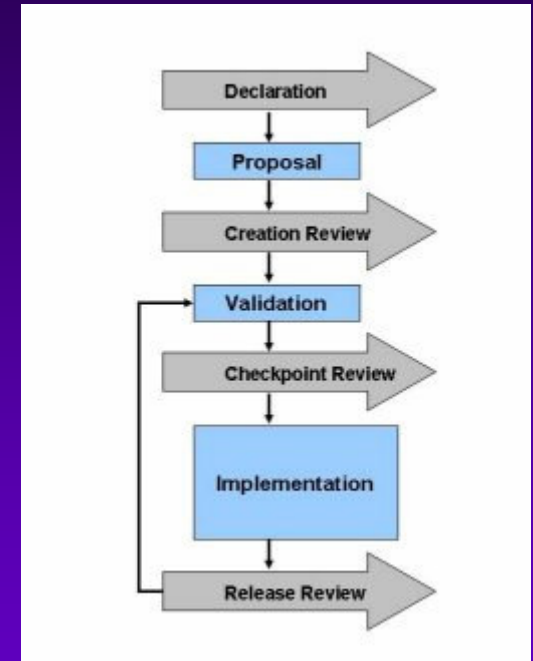 Declaration
Proposal
Creation Review
Validation
Checkpoint Review
Implementation
Release Review